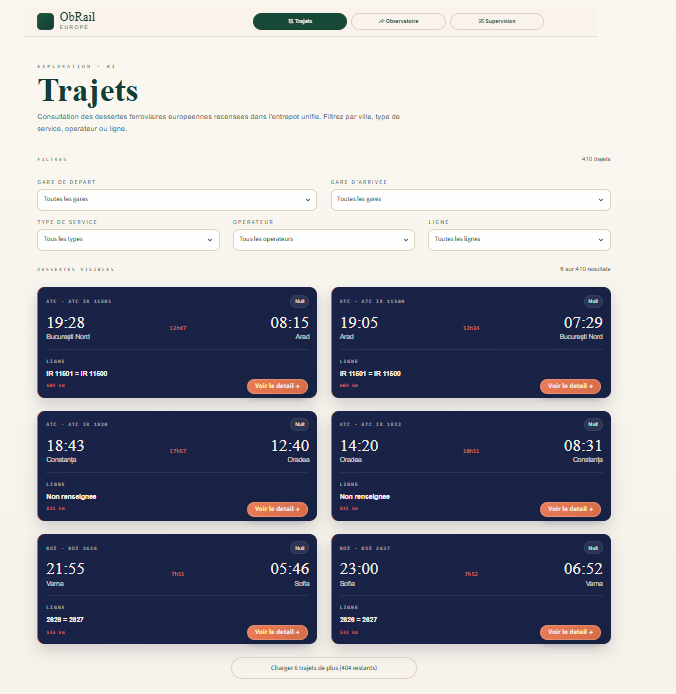 ObRail
EUROPE
Trajets
Observatoire
Supervision
EXPLORATION · 01
Trajets
Consultation des dessertes ferroviaires europeennes recensees dans l'entrepot unifie. Filtrez par ville, type de
service, operateur ou ligne.
FILTRES
410 trajets
GARE DE DEPART
GARE D'ARRIVEE
Toutes les gares
Toutes les gares
TYPE DE SERVICE
OPERATEUR
LIGNE
Tous les types
Tous les operateurs
Toutes les lignes
DESSERTES VISIBLES
6 sur 410 resultats
ATC · ATC IR 11501
Nuit
19:28
12h47
08:15
București Nord
Arad
LIGNE
IR 11501 = IR 11500
604 km
Voir le detail →
ATC · ATC IR 11500
Nuit
19:05
12h24
07:29
Arad
București Nord
LIGNE
IR 11501 = IR 11500
604 km
Voir le detail →
ATC · ATC IR 1920
Nuit
18:43
17h57
12:40
Constanța
Oradea
LIGNE
Non renseignee
831 km
Voir le detail →
ATC · ATC IR 1922
Nuit
14:20
18h11
08:31
Oradea
Constanța
LIGNE
Non renseignee
831 km
Voir le detail →
BDŽ · BDŽ 2626
Nuit
21:55
7h51
05:46
Varna
Sofia
LIGNE
2626 = 2627
533 km
Voir le detail →
BDŽ · BDŽ 2627
Nuit
23:00
7h52
06:52
Sofia
Varna
LIGNE
2626 = 2627
533 km
Voir le detail →
Charger 6 trajets de plus (404 restants)